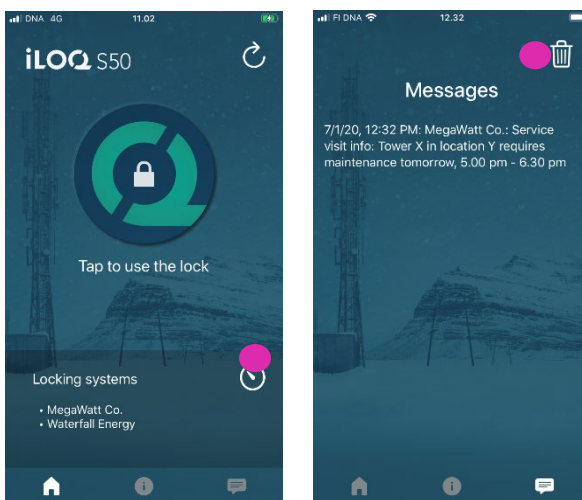 DNA 4G 11.02
iLOQ S50
Tap to use the lock
Locking systems
• MegaWatt Co.
• Waterfall Energy
FI DNA 12.32
Messages
7/1/20, 12:32 PM: MegaWatt Co.: Service
visit info: Tower X in location Y requires
maintenance tomorrow, 5.00 pm - 6.30 pm